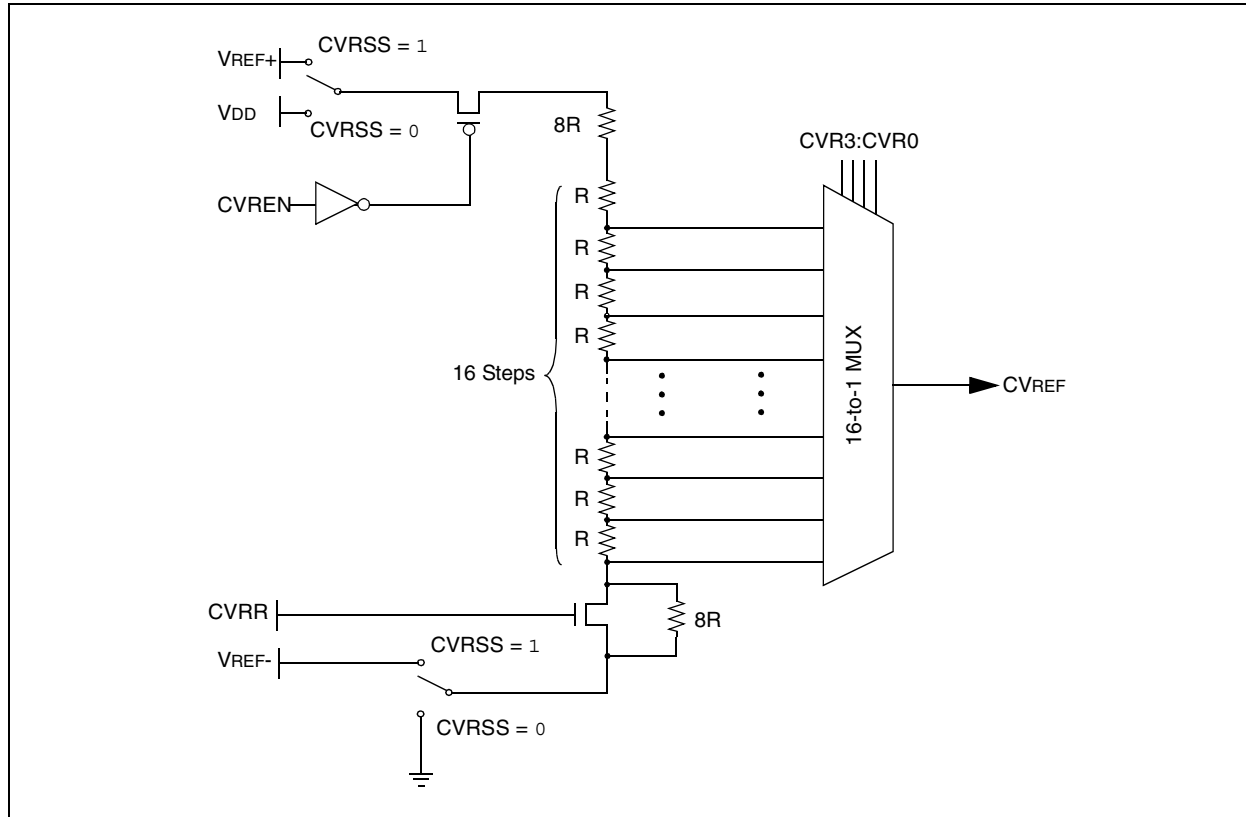 CVRSS = 1
VREF+
VDD
CVRSS = 0
8R
CVR3:CVR0
CVREN
R
R
R
R
16 Steps
16-to-1 MUX
CVREF
R
R
R
CVRR
8R
CVRSS = 1
VREF-
CVRSS = 0